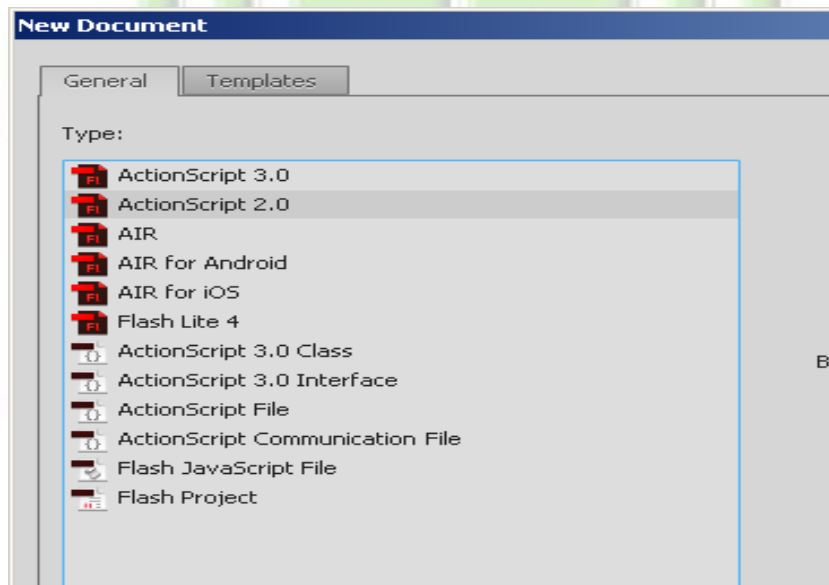 New Document
General Templates
Type:
ActionScript 3.0
ActionScript 2.0
AIR
AIR for Android
AIR for iOS
Flash Lite 4
ActionScript 3.0 Class
ActionScript 3.0 Interface
B
ActionScript File
ActionScript Communication File
Flash JavaScript File
Flash Project